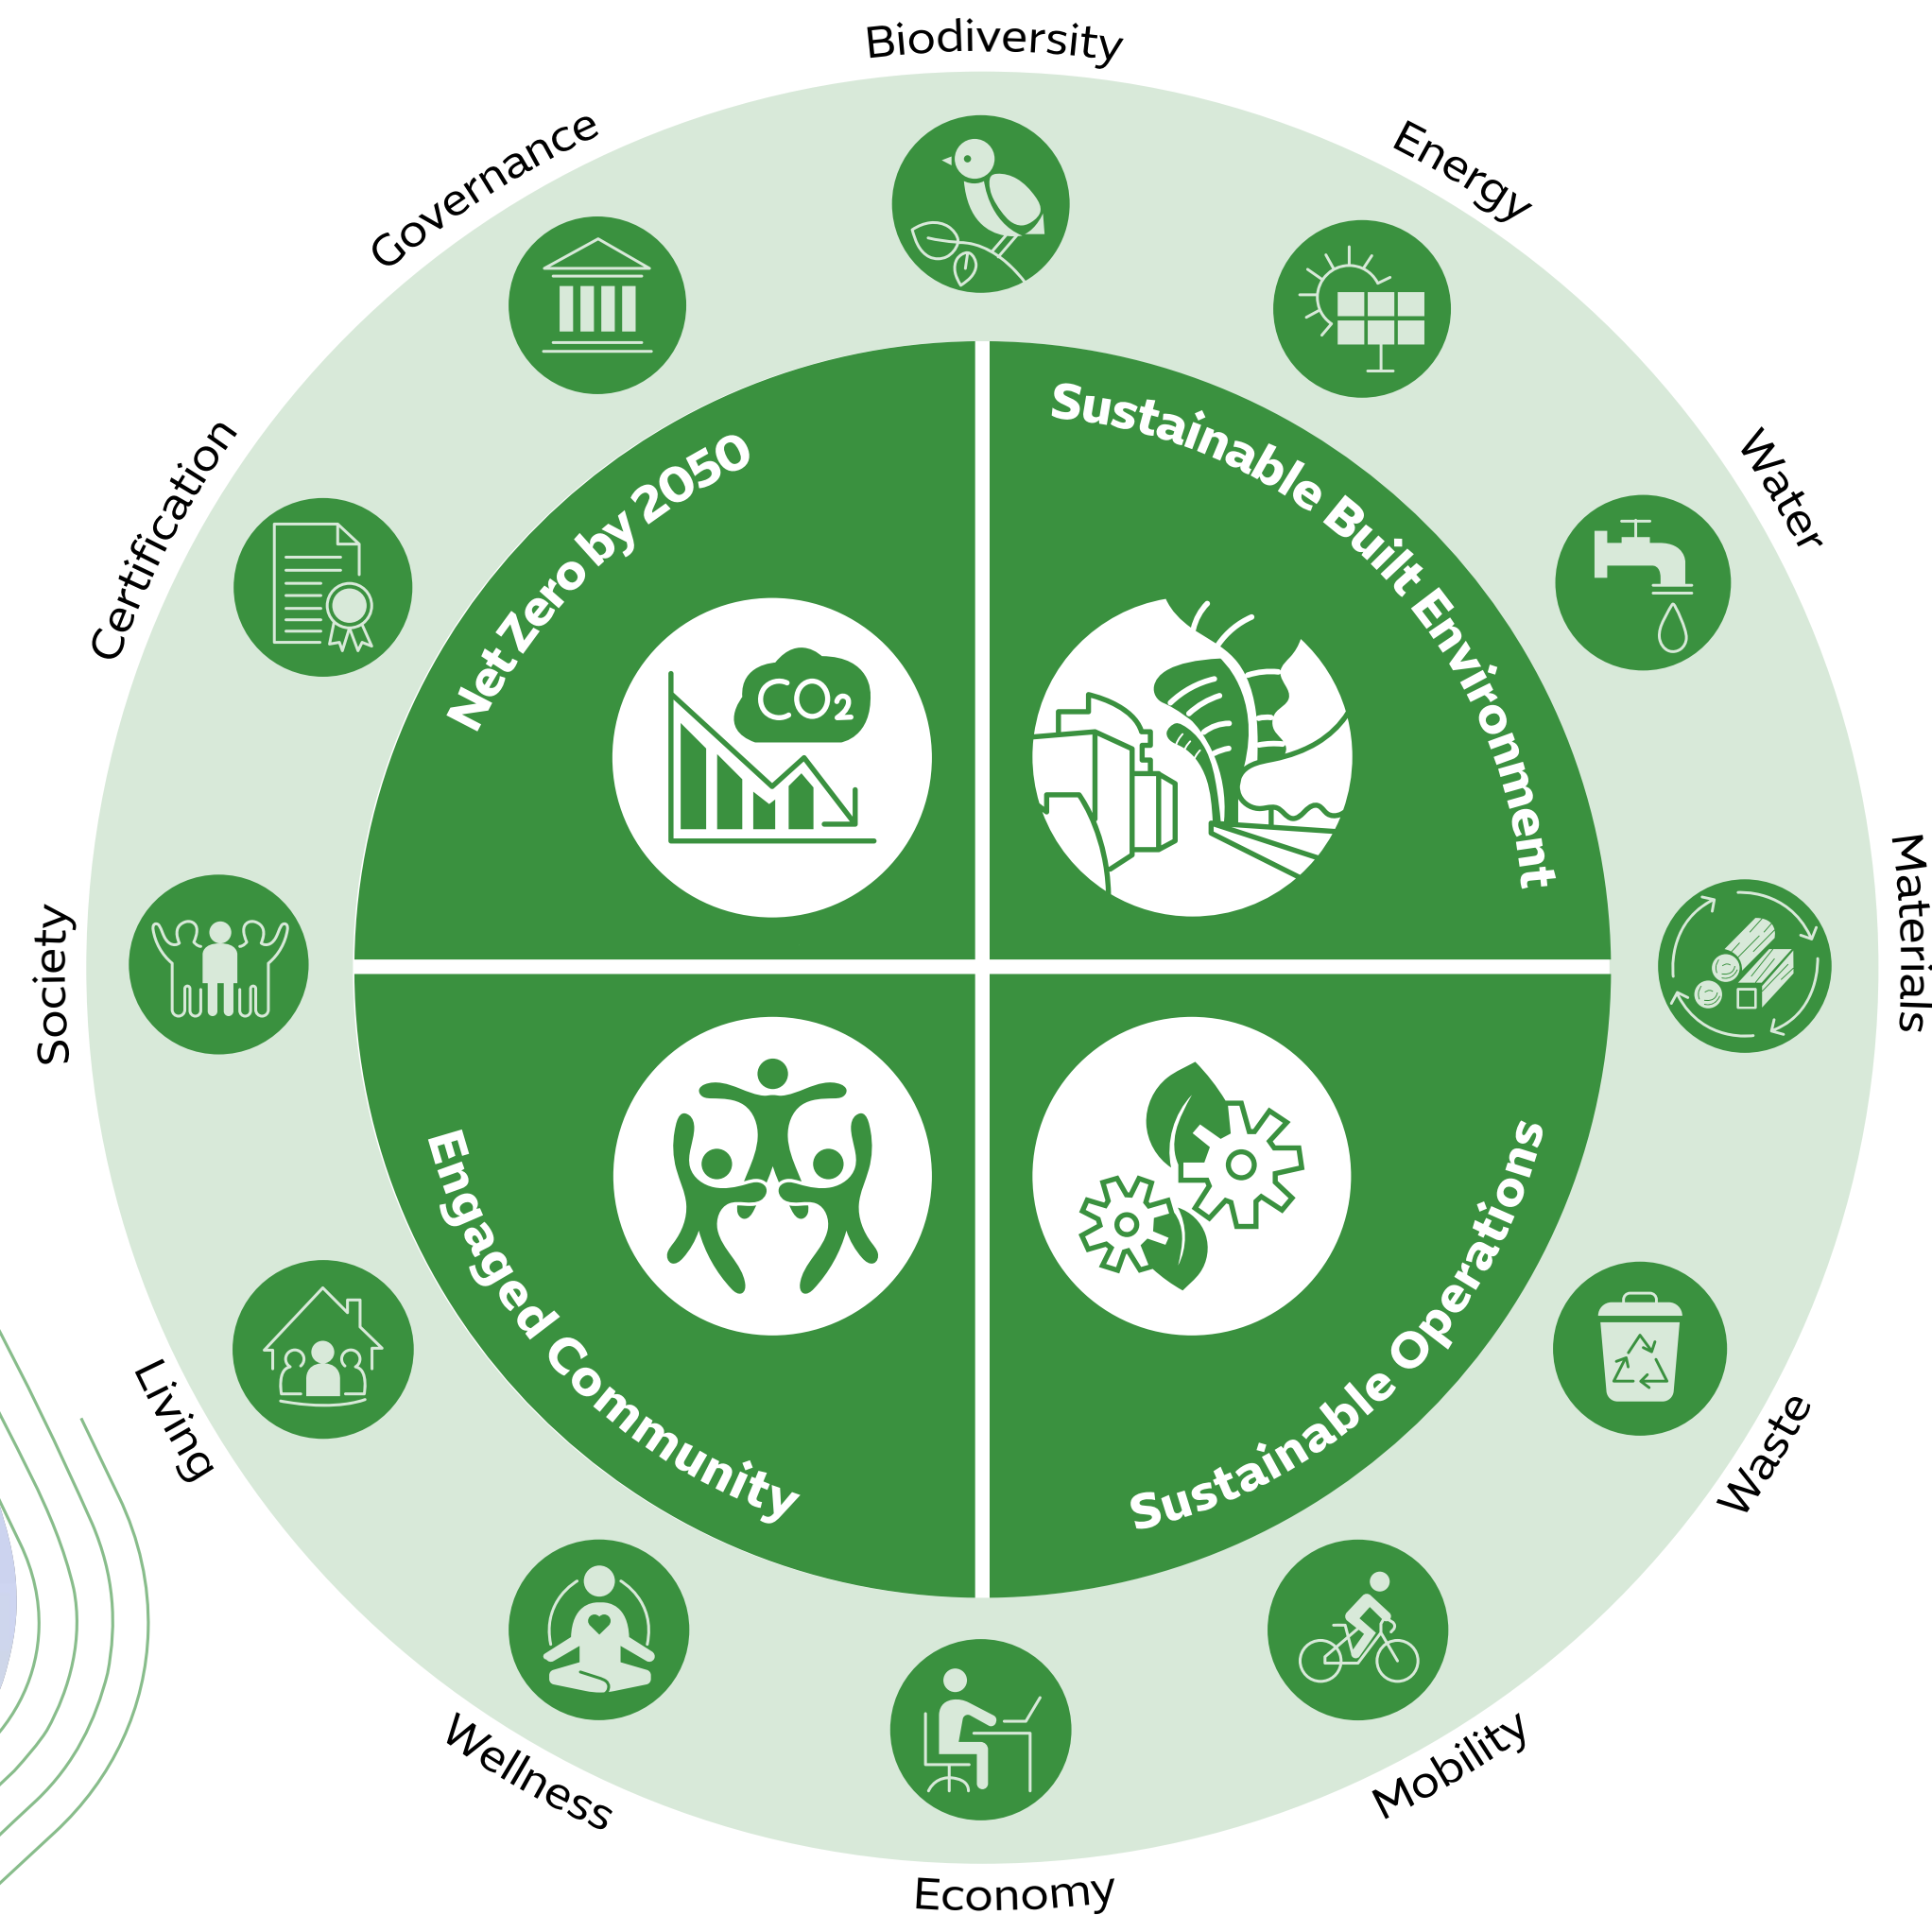 Biodiversity
Energy
Water
Materials
Waste
Mobility
Economy
Wellness
Living
Society
Certification
Governance
Net Zero by 2050
CO2
Sustainable Built Environment
Sustainable Operations
Engaged Community